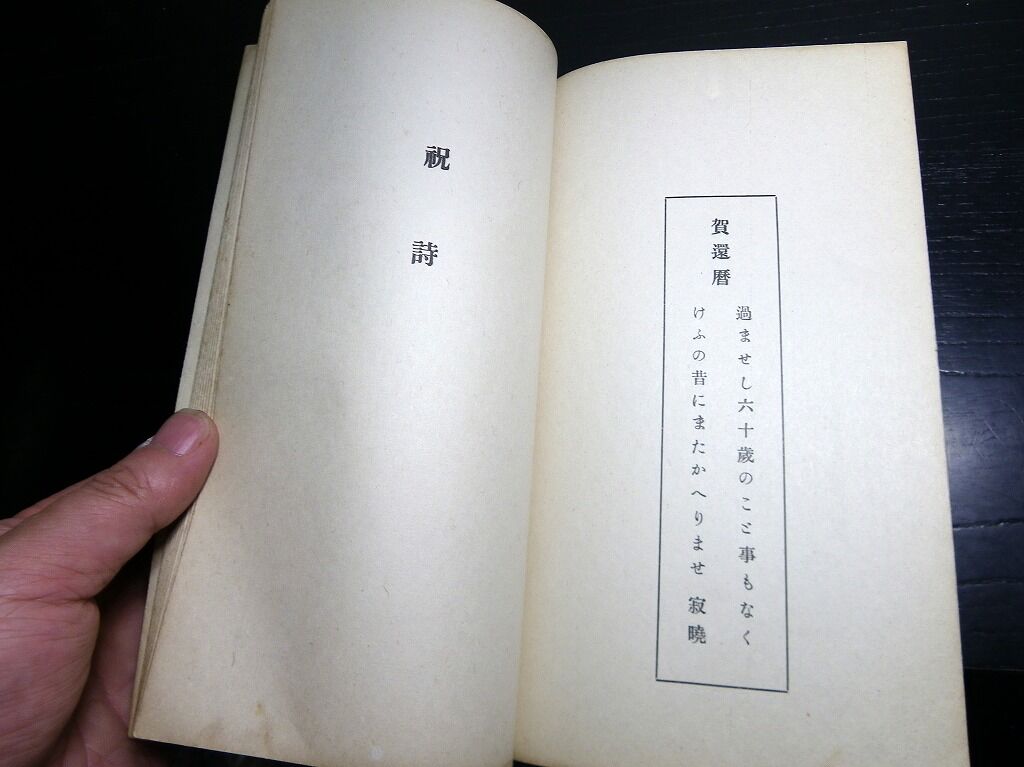 賀還暦
過ませし六十歳のこと事もなく
けふの昔にまたかへりませ 寂曉
祝詩